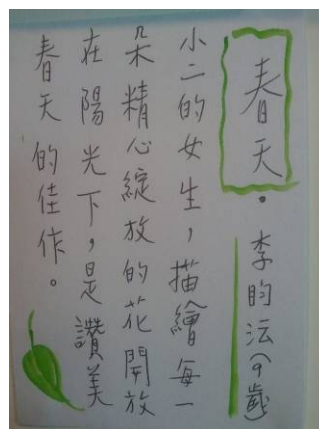 春天・李昀沄(9歲)
小二的女生，描繪每一
朵精心綻放的花開放
在陽光下，是讚美
春天的佳作。